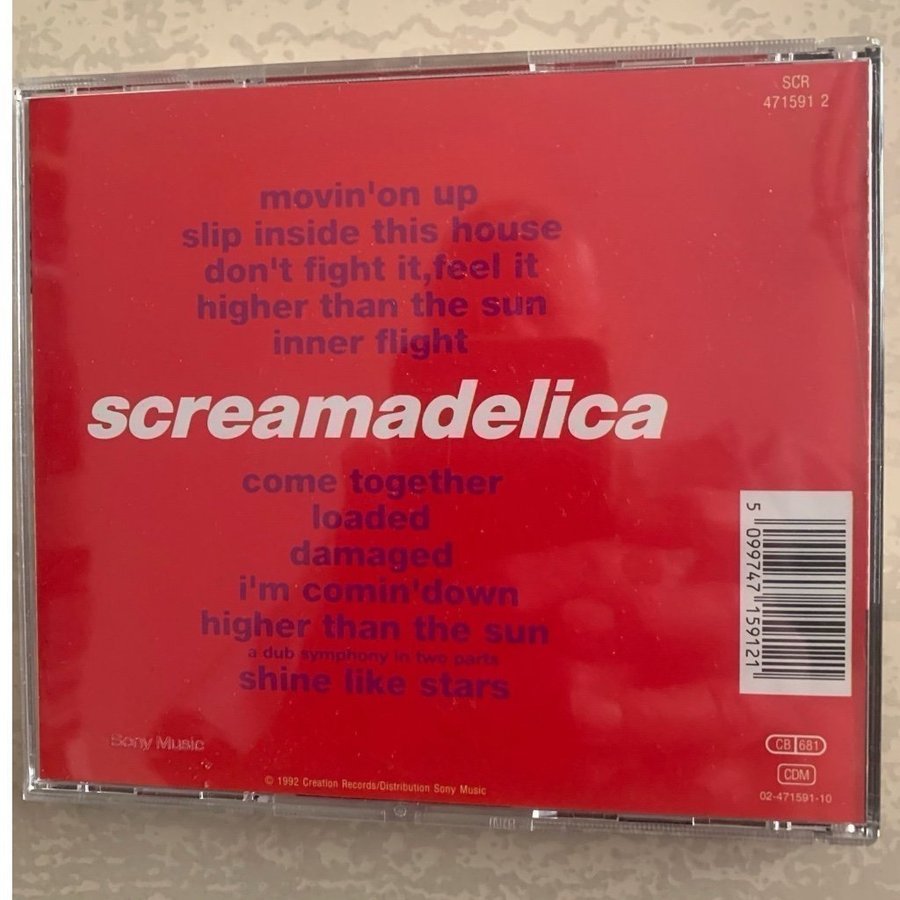 SCR
471591 2
movin'on up
slip inside this house
don't fight it,feel it
higher than the sun
inner flight
screamadelica
come together
loaded
damaged
i'm comin'down
higher than the sun
a dub symphony in two parts
shine like stars
5 099747 159121
Sony Music
CB 681
CDM
© 1992 Creation Records/Distribution Sony Music
02-471591-10